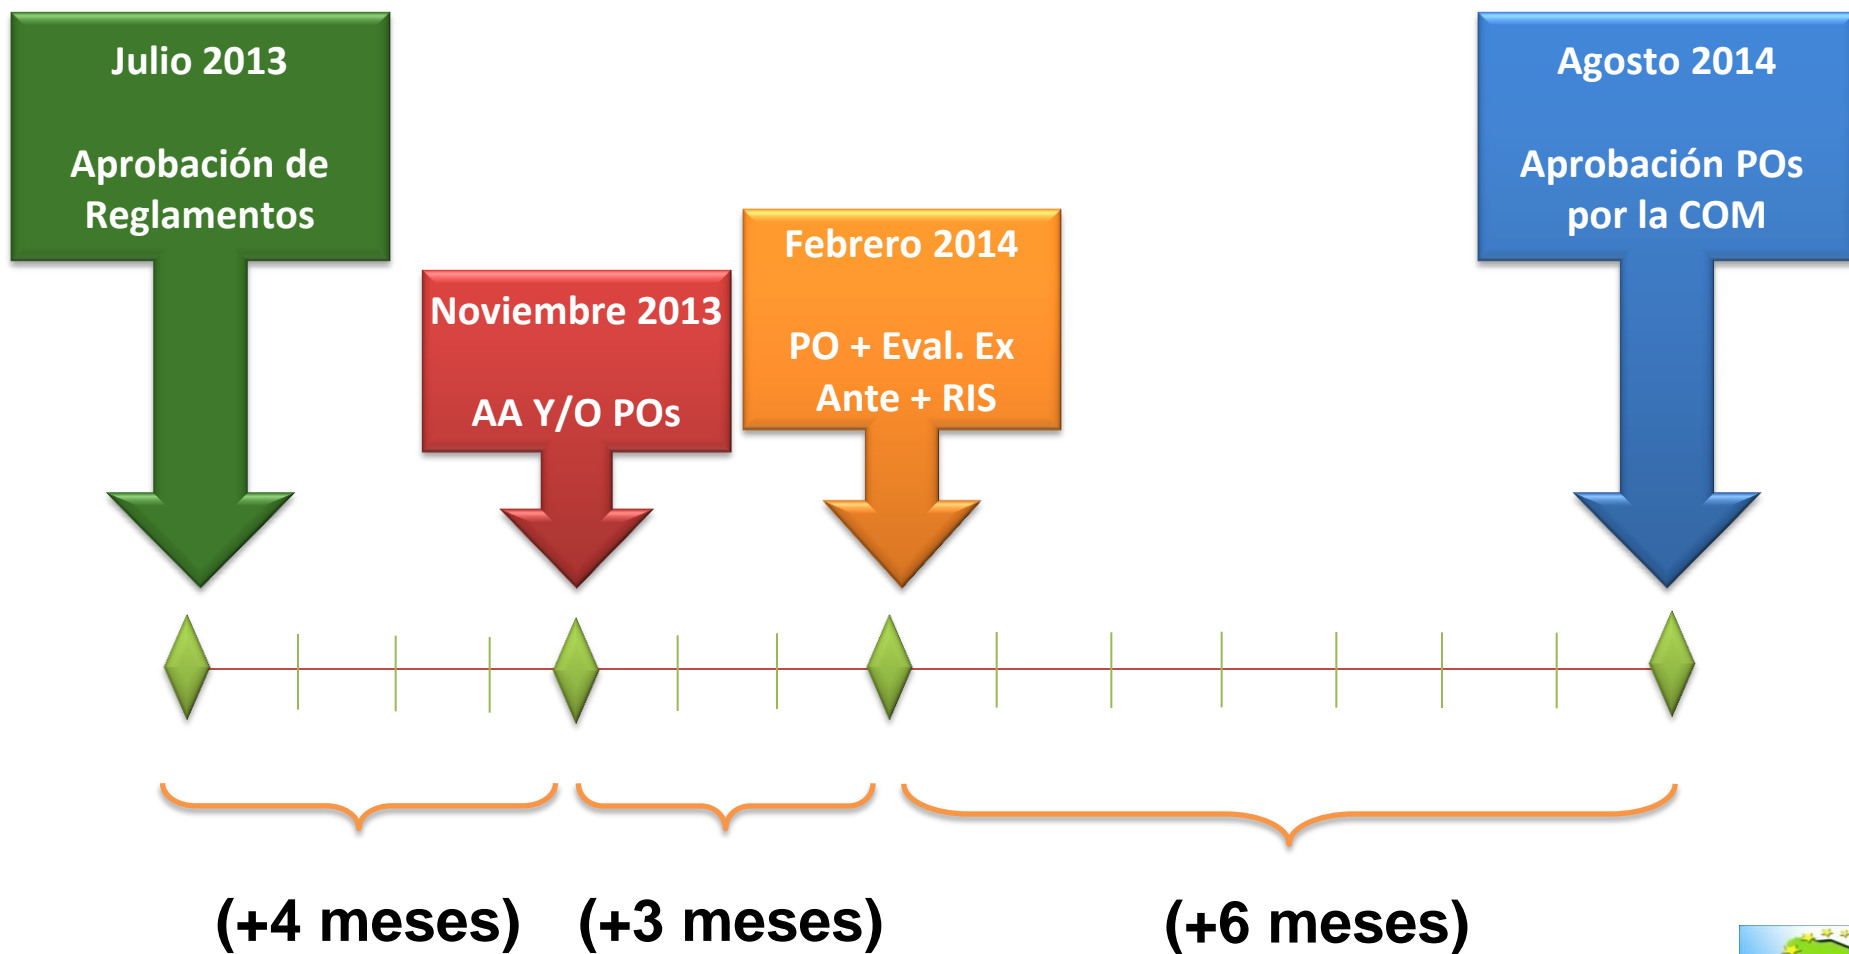 Julio 2013
Aprobación de
Reglamentos
Noviembre 2013
AA Y/O POs
Febrero 2014
PO + Eval. Ex
Ante + RIS
Agosto 2014
Aprobación POs
por la COM
(+4 meses)
(+3 meses)
(+6 meses)